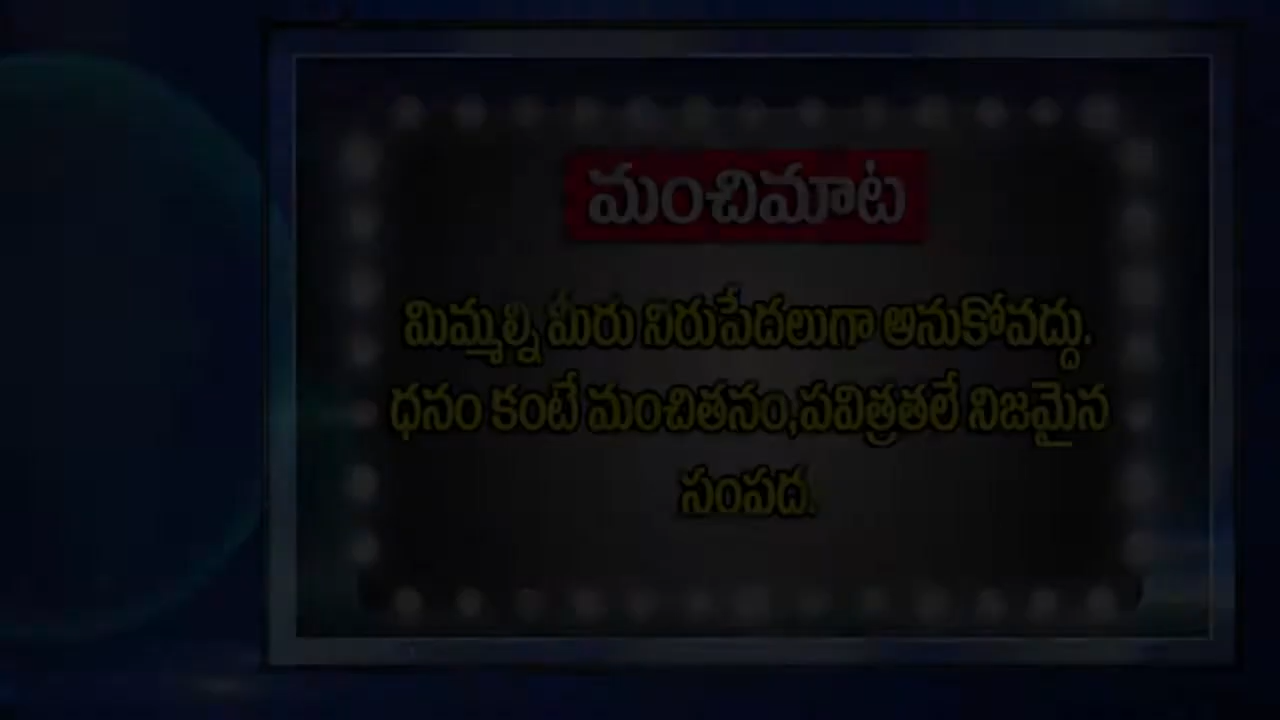 మంచిమాట
మిమ్మల్ని మీరు నిరుపేదలుగా అనుకోవద్దు.
ధనం కంటే మంచితనం,పవిత్రతలే నిజమైన
సంపద.